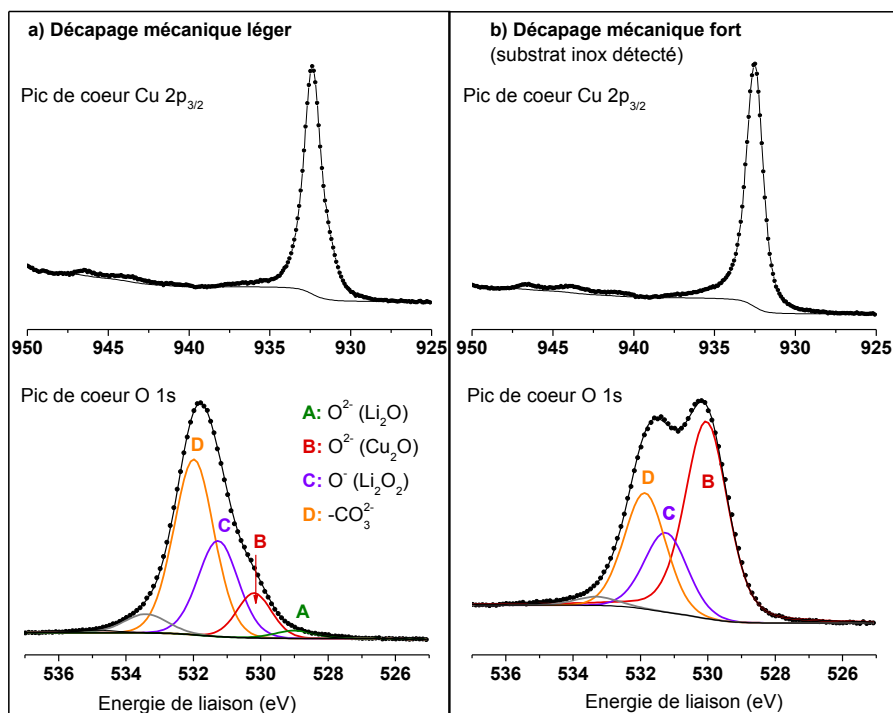 a) Décapage mécanique léger
Pic de coeur Cu 2p3/2
950 945 940 935 930 925
Pic de coeur O 1s
A: O2- (Li2O)
B: O2- (Cu2O)
C: O- (Li2O2)
D: -CO32-
D
C
B
A
536 534 532 530 528 526
Energie de liaison (eV)
b) Décapage mécanique fort
(substrat inox détecté)
Pic de coeur Cu 2p3/2
950 945 940 935 930 925
Pic de coeur O 1s
D
C
B
536 534 532 530 528 526
Energie de liaison (eV)